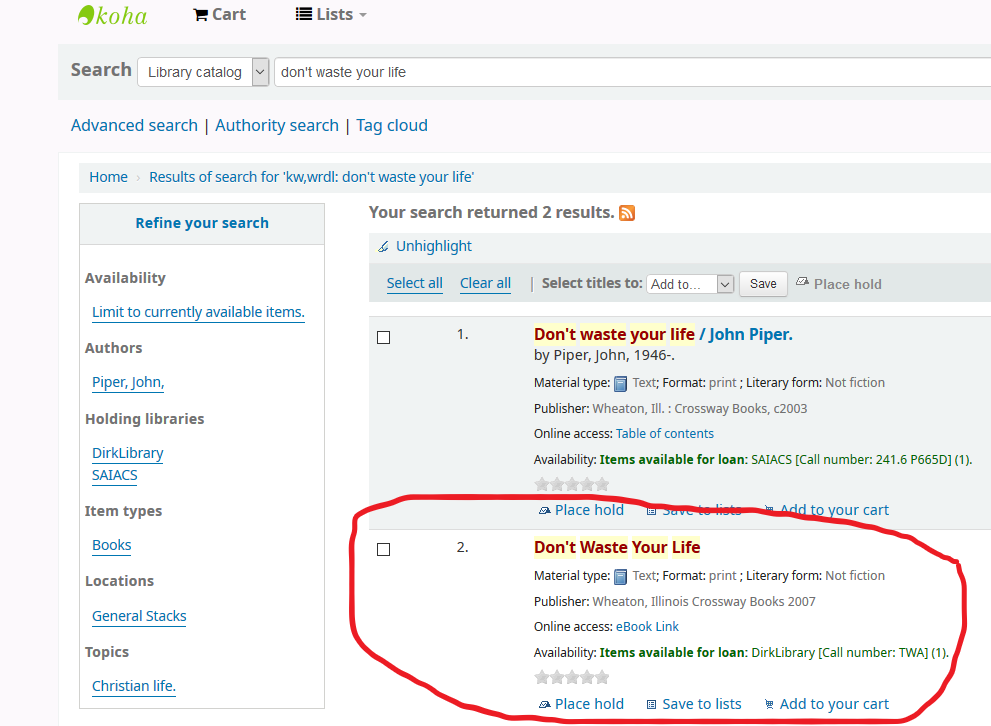 koha Cart Lists
Search Library catalog don't waste your life
Advanced search | Authority search | Tag cloud
Home › Results of search for 'kw,wrdl: don't waste your life'
Refine your search
Availability
Limit to currently available items.
Authors
Piper, John,
Holding libraries
DirkLibrary
SAIACS
Item types
Books
Locations
General Stacks
Topics
Christian life.
Your search returned 2 results.
Unhighlight
Select all Clear all | Select titles to: Add to... Save Place hold
1. Don't waste your life / John Piper.
by Piper, John, 1946-.
Material type: Text; Format: print ; Literary form: Not fiction
Publisher: Wheaton, Ill. : Crossway Books, c2003
Online access: Table of contents
Availability: Items available for loan: SAIACS [Call number: 241.6 P665D] (1).
Place hold Save to lists Add to your cart
2. Don't Waste Your Life
Material type: Text; Format: print ; Literary form: Not fiction
Publisher: Wheaton, Illinois Crossway Books 2007
Online access: eBook Link
Availability: Items available for loan: DirkLibrary [Call number: TWA] (1).
Place hold Save to lists Add to your cart